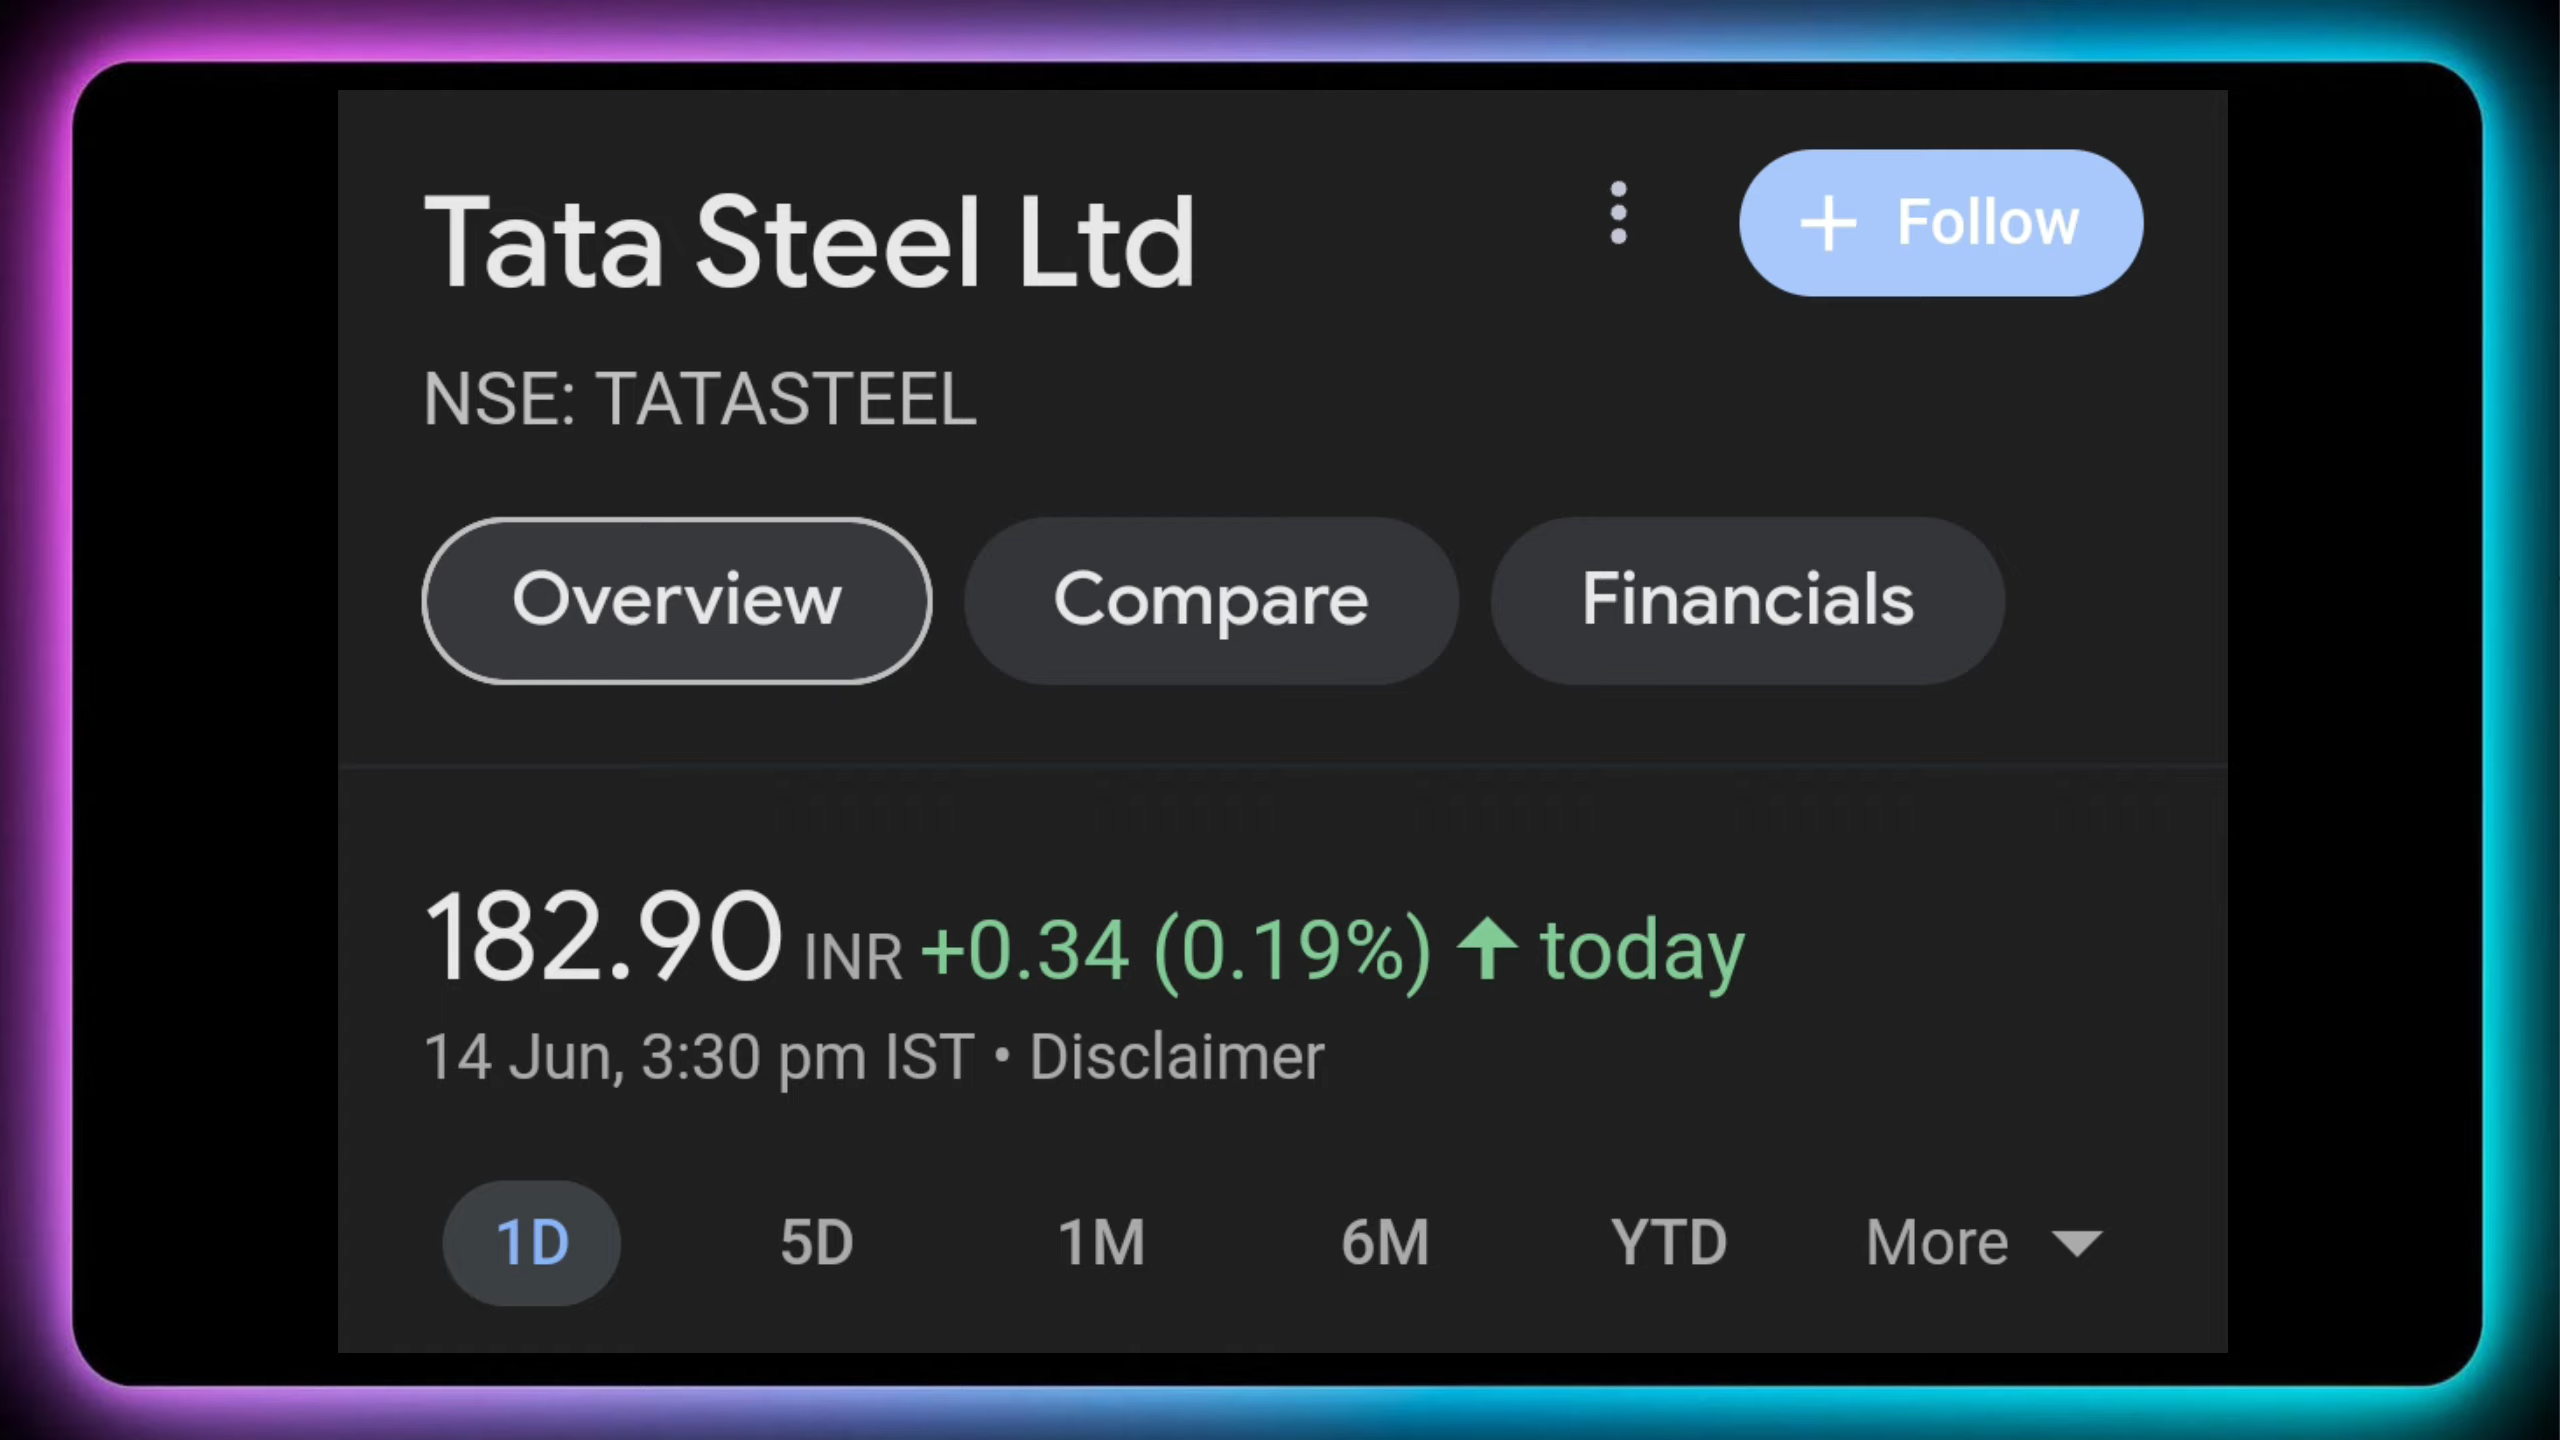 Tata Steel Ltd
+ Follow
NSE: TATASTEEL
Overview Compare Financials
182.90 INR +0.34 (0.19%) ↑ today
14 Jun, 3:30 pm IST • Disclaimer
1D 5D 1M 6M YTD More